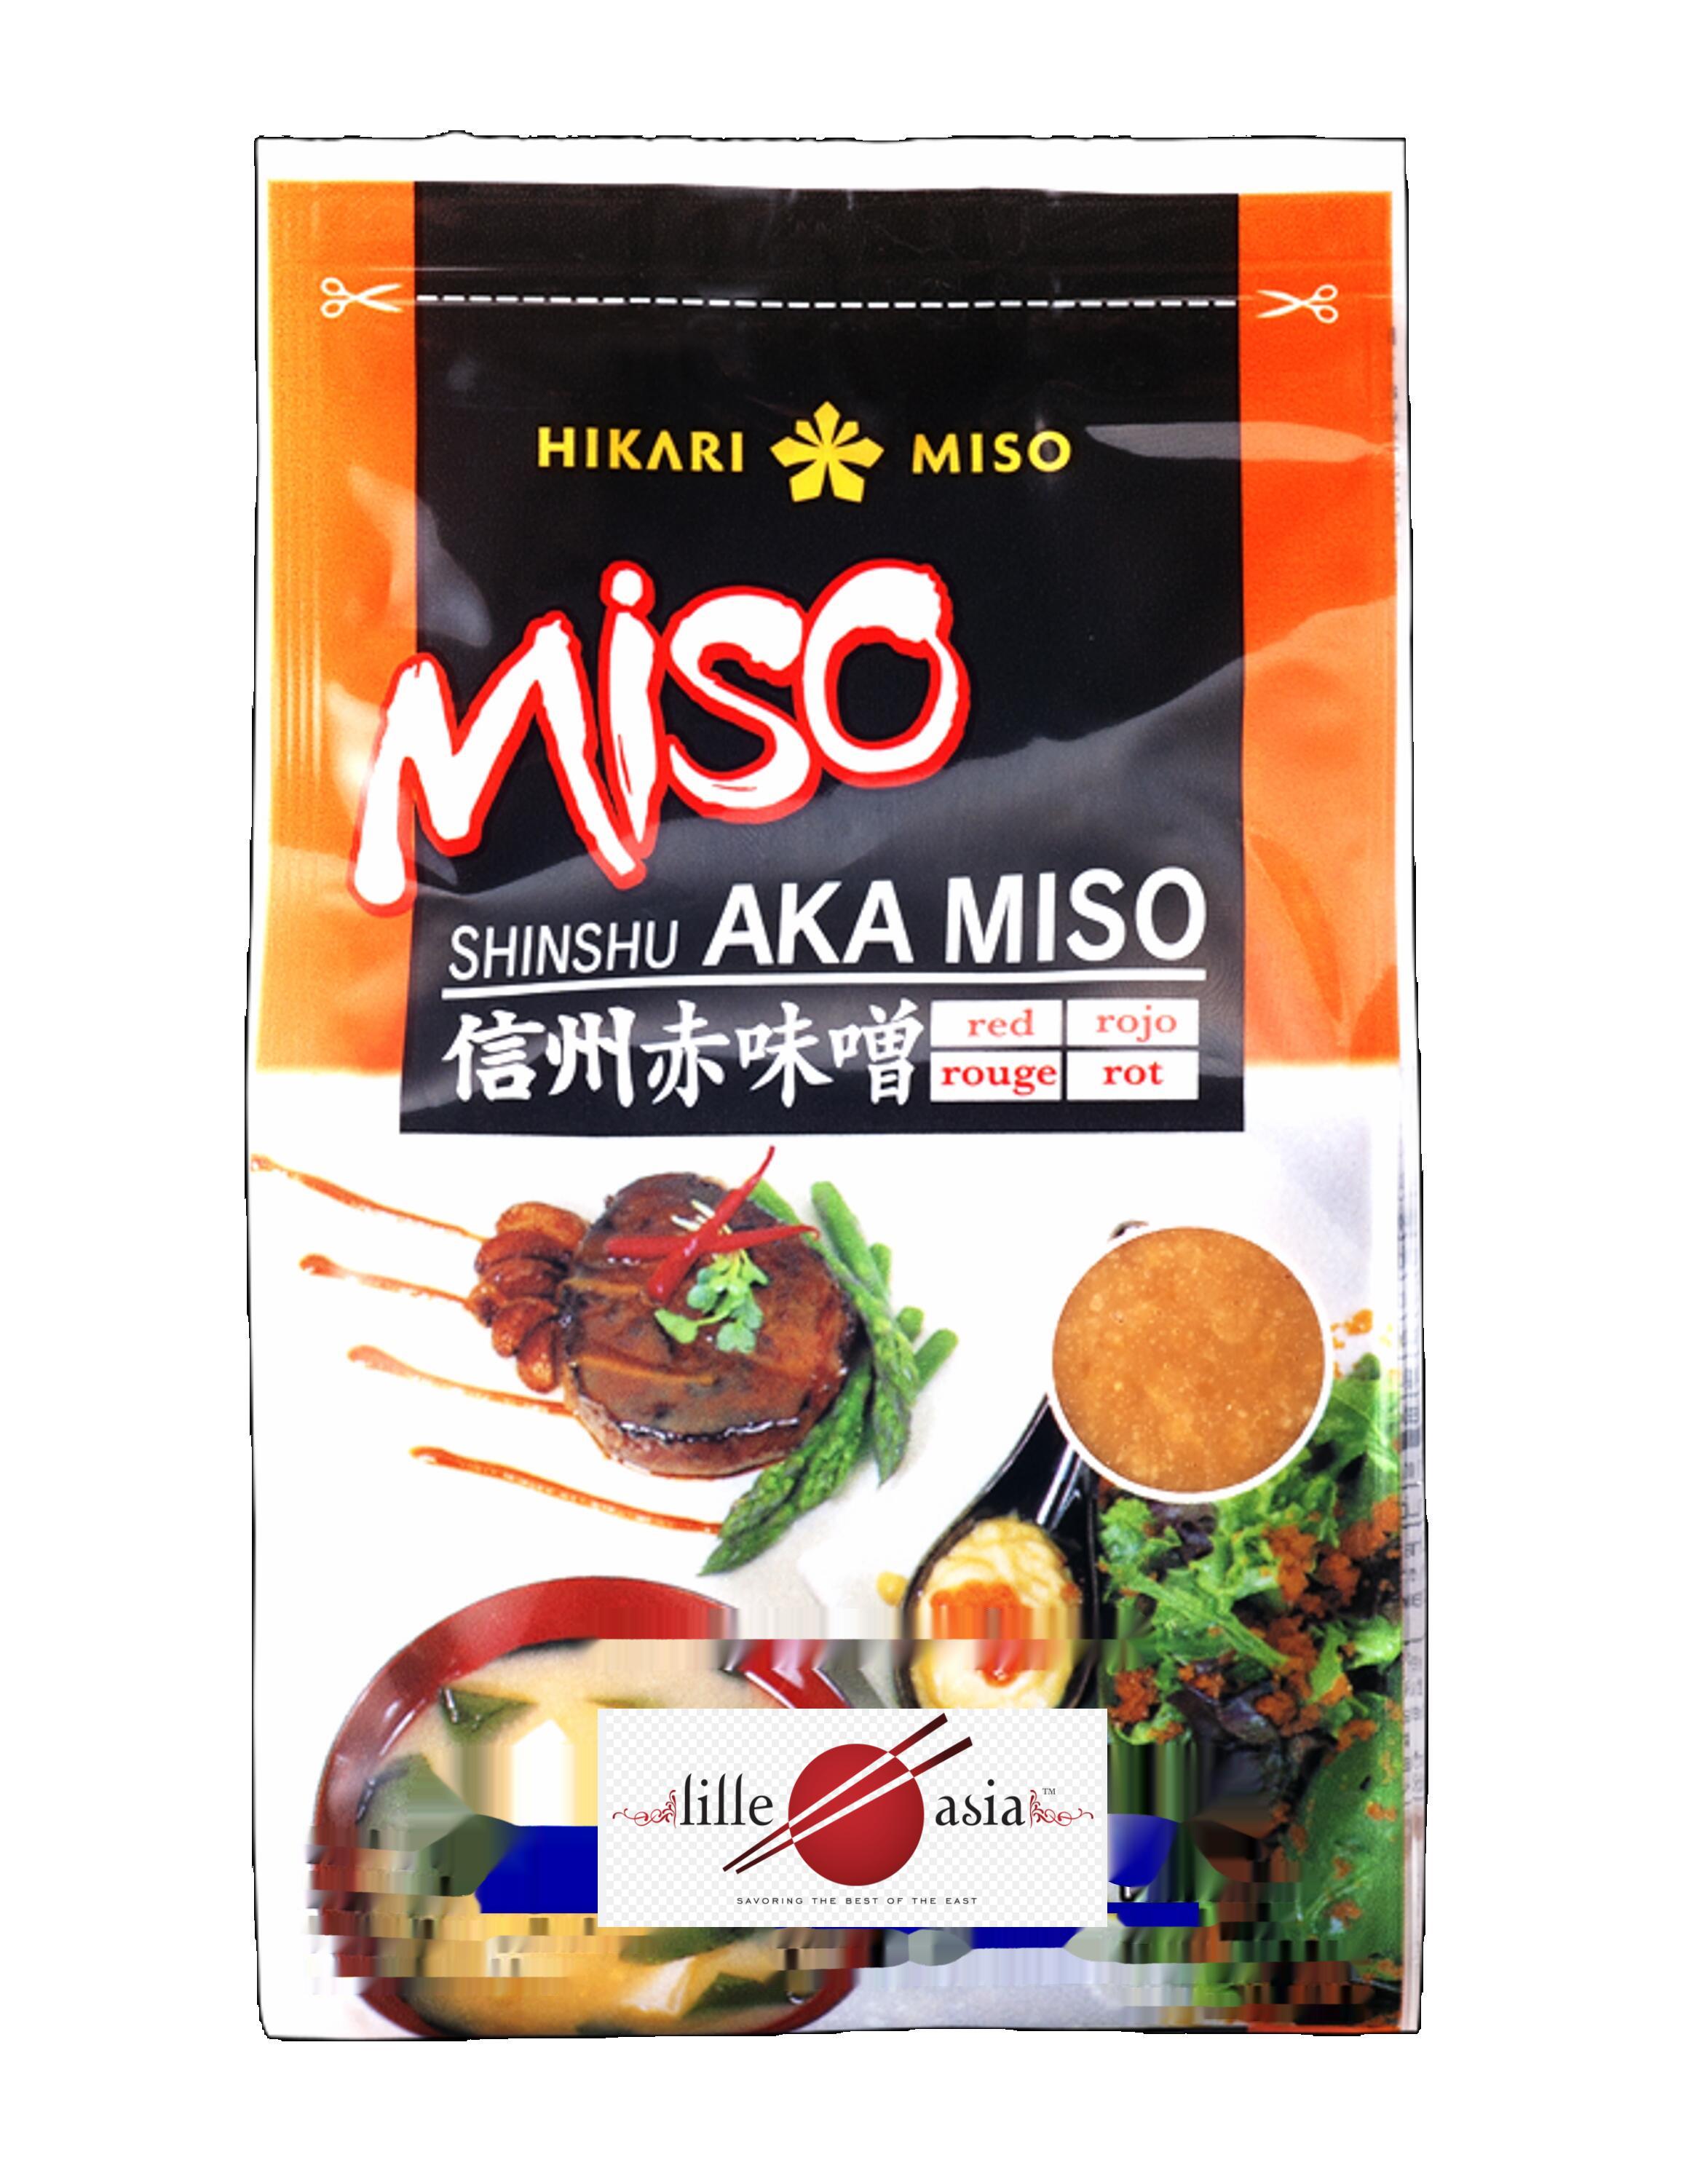 HIKARI MISO
Miso
SHINSHU AKA MISO
信州赤味噌
red rojo
rouge rot
lille asia™
SAVORING THE BEST OF THE EAST